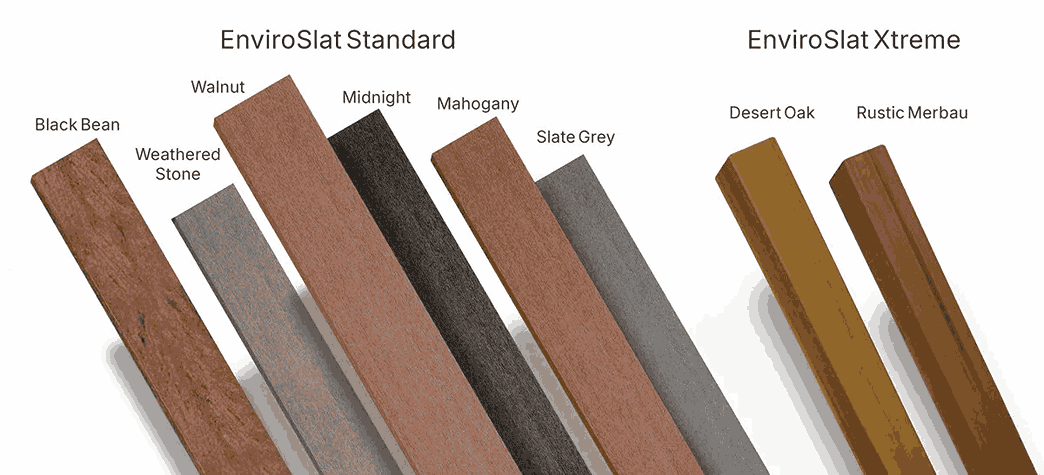 EnviroSlat Standard
EnviroSlat Xtreme
Walnut
Midnight
Mahogany
Black Bean
Slate Grey
Weathered
Stone
Desert Oak
Rustic Merbau